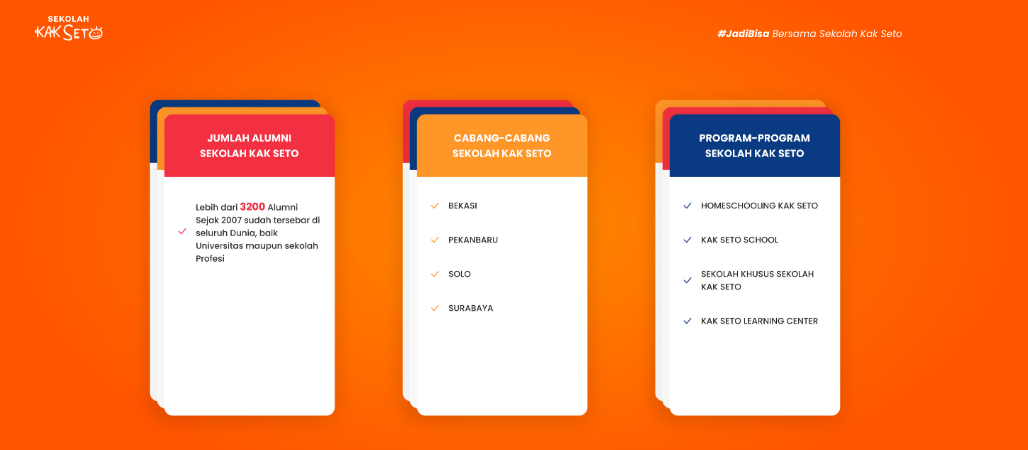 SEKOLAH
KAK SETO
#JadiBisa Bersama Sekolah Kak Seto
JUMLAH ALUMNI
SEKOLAH KAK SETO
Lebih dari 3200 Alumni
Sejak 2007 sudah tersebar di
seluruh Dunia, baik
Universitas maupun sekolah
Profesi
CABANG-CABANG
SEKOLAH KAK SETO
BEKASI
PEKANBARU
SOLO
SURABAYA
PROGRAM-PROGRAM
SEKOLAH KAK SETO
HOMESCHOOLING KAK SETO
KAK SETO SCHOOL
SEKOLAH KHUSUS SEKOLAH
KAK SETO
KAK SETO LEARNING CENTER